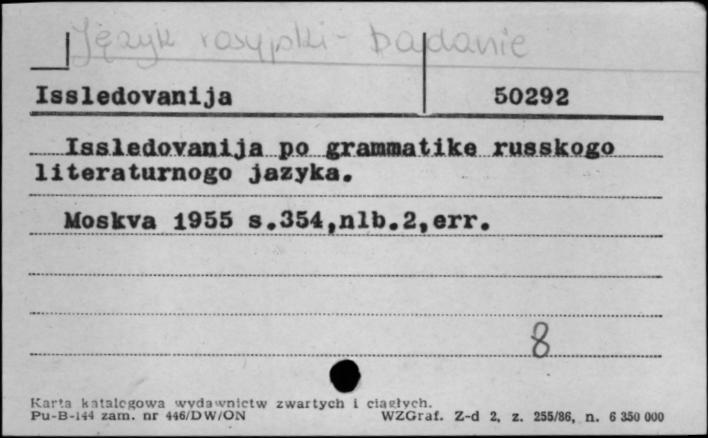 Język rosyjski - badanie
Issledovanija 50292
Issledovanija po grammatike russkogo
literaturnogo jazyka.
Moskva 1955 s.354,nlb.2,err.
8
Karta katalogowa wydawnictw zwartych i ciągłych.
Pu-B-144 zam. nr 446/DW/ON WZGraf. Z-d 2, z. 255/86, n. 6 350 000